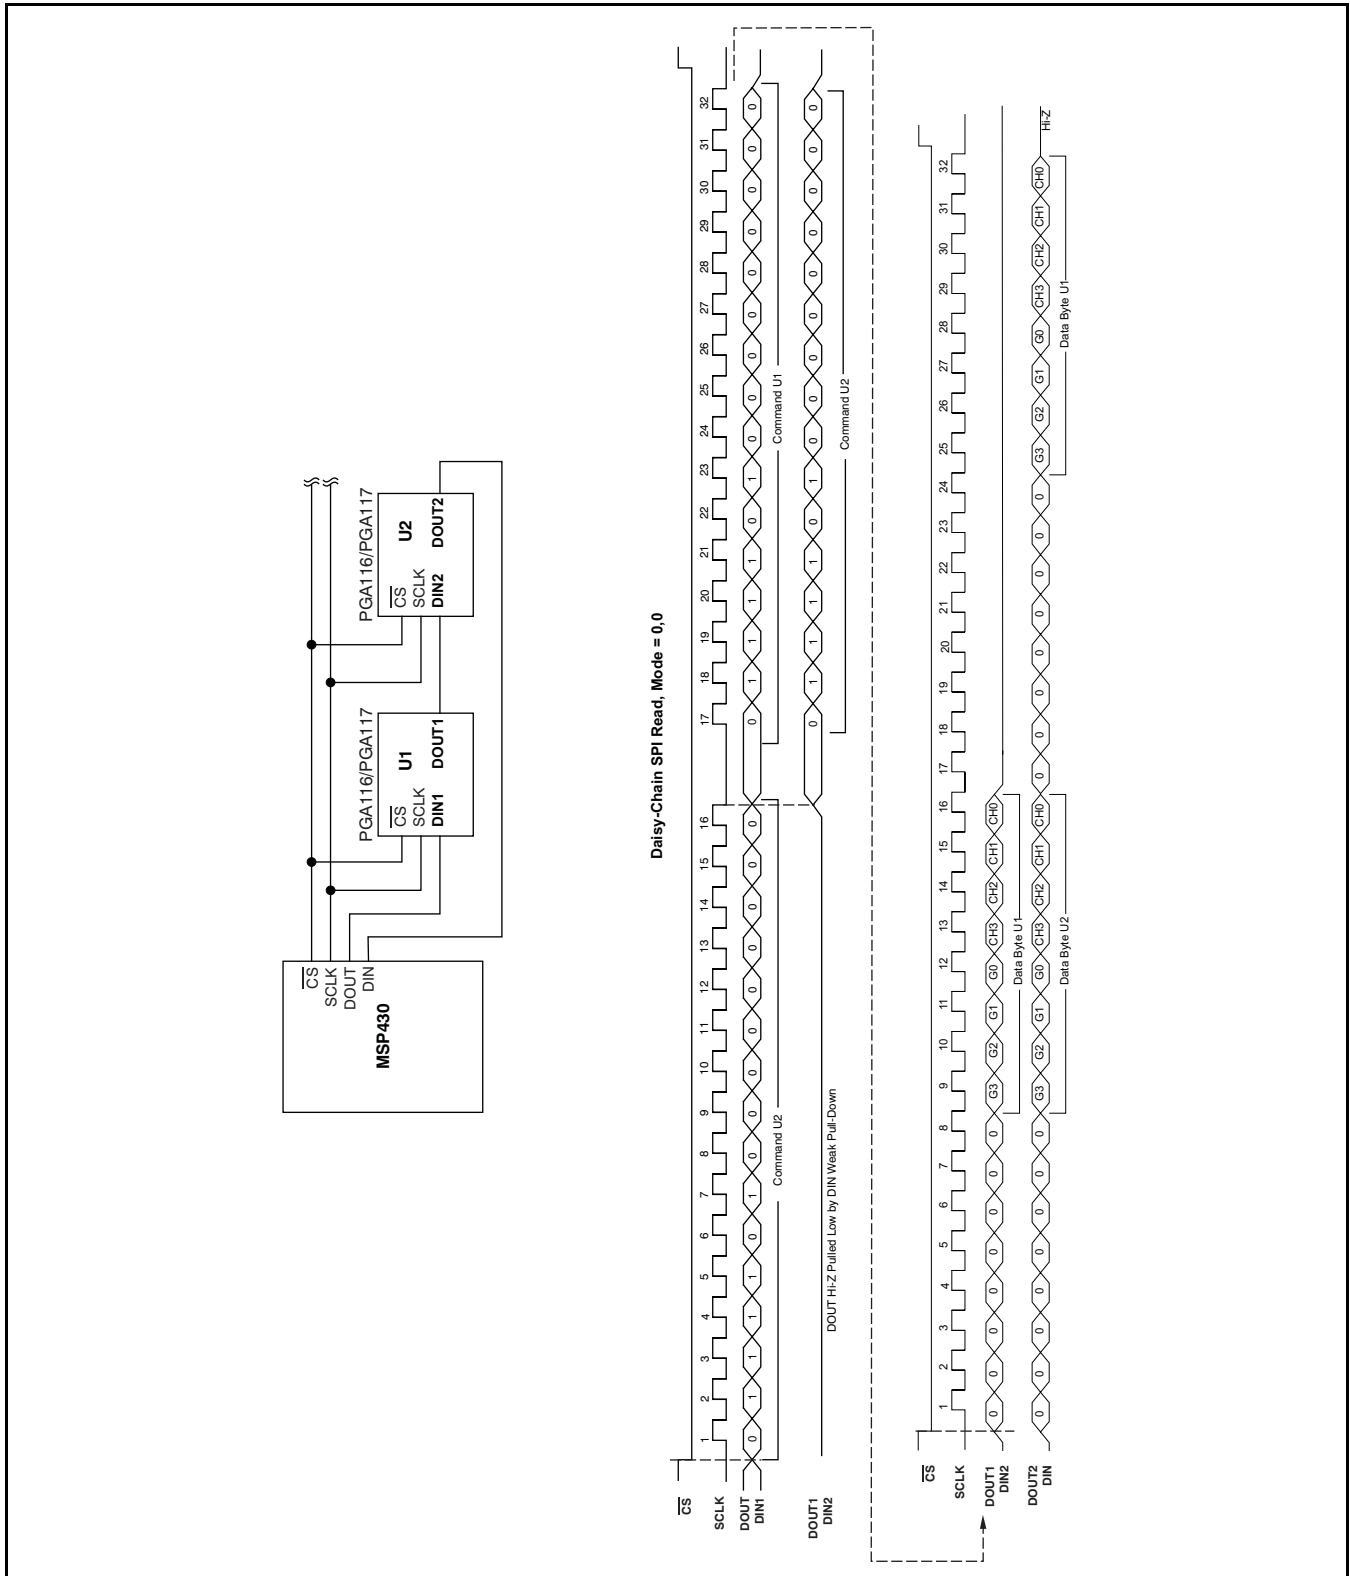 MSP430
CS
SCLK
DOUT
DIN
PGA116/PGA117
U1
CS
SCLK
DIN1
DOUT1
PGA116/PGA117
U2
CS
SCLK
DIN2
DOUT2
Daisy-Chain SPI Read, Mode = 0,0
CS
SCLK
1 2 3 4 5 6 7 8 9 10 11 12 13 14 15 16 17 18 19 20 21 22 23 24 25 26 27 28 29 30 31 32
DOUT
DIN1
0 1 1 1 1 0 1 0 0 0 0 0 0 0 0 0 0 1 1 1 1 0 1 0 0 0 0 0 0 0 0 0
Command U2
Command U1
DOUT1
DIN2
DOUT Hi-Z Pulled Low by DIN Weak Pull-Down
0 1 1 1 1 0 1 0 0 0 0 0 0 0 0 0
Command U2
CS
SCLK
1 2 3 4 5 6 7 8 9 10 11 12 13 14 15 16 17 18 19 20 21 22 23 24 25 26 27 28 29 30 31 32
DOUT1
DIN2
0 0 0 0 0 0 0 0 G3 G2 G1 G0 CH3 CH2 CH1 CH0
Data Byte U1
DOUT2
DIN
0 0 0 0 0 0 0 0 G3 G2 G1 G0 CH3 CH2 CH1 CH0 0 0 0 0 0 0 0 0 G3 G2 G1 G0 CH3 CH2 CH1 CH0
Hi-Z
Data Byte U2
Data Byte U1